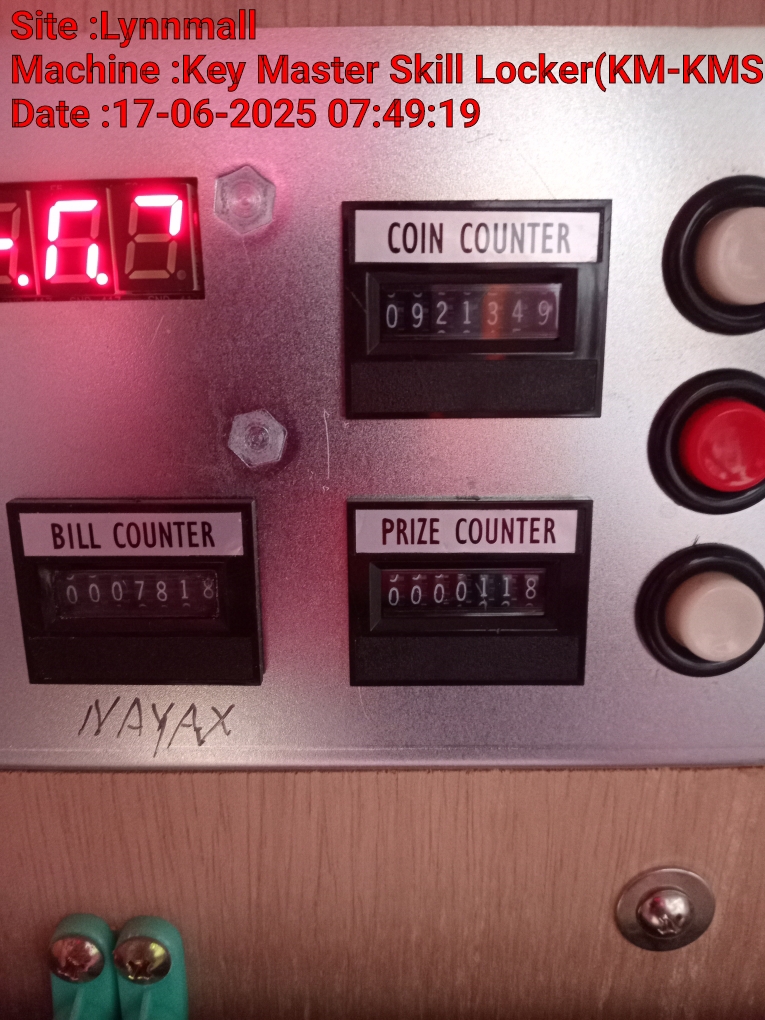 Site :Lynnmall
Machine :Key Master Skill Locker(KM-KMS
Date :17-06-2025 07:49:19
COIN COUNTER
0921349
BILL COUNTER
0007818
PRIZE COUNTER
0000118
NAYAX